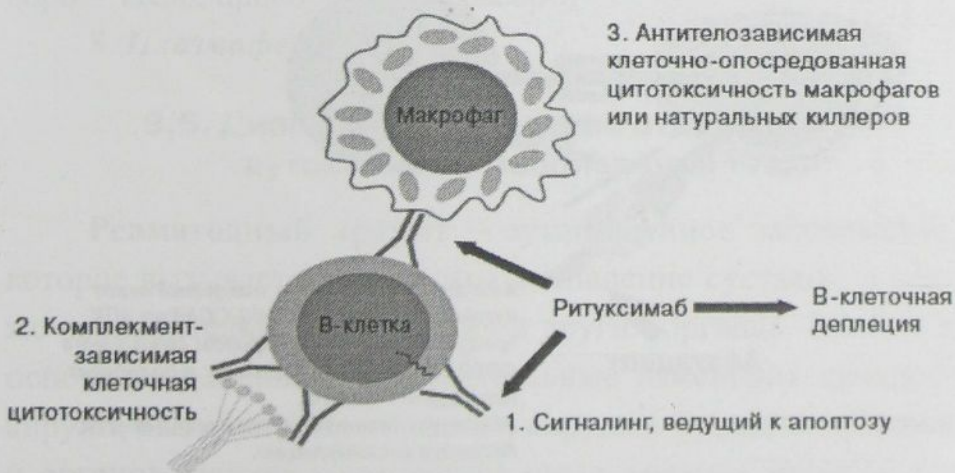 3. Антителозависимая
клеточно-опосредованная
цитотоксичность макрофагов
или натуральных киллеров
Макрофаг
В-клетка
2. Комплекмент-
зависимая
клеточная
цитотоксичность
Ритуксимаб
В-клеточная
деплеция
1. Сигналинг, ведущий к апоптозу